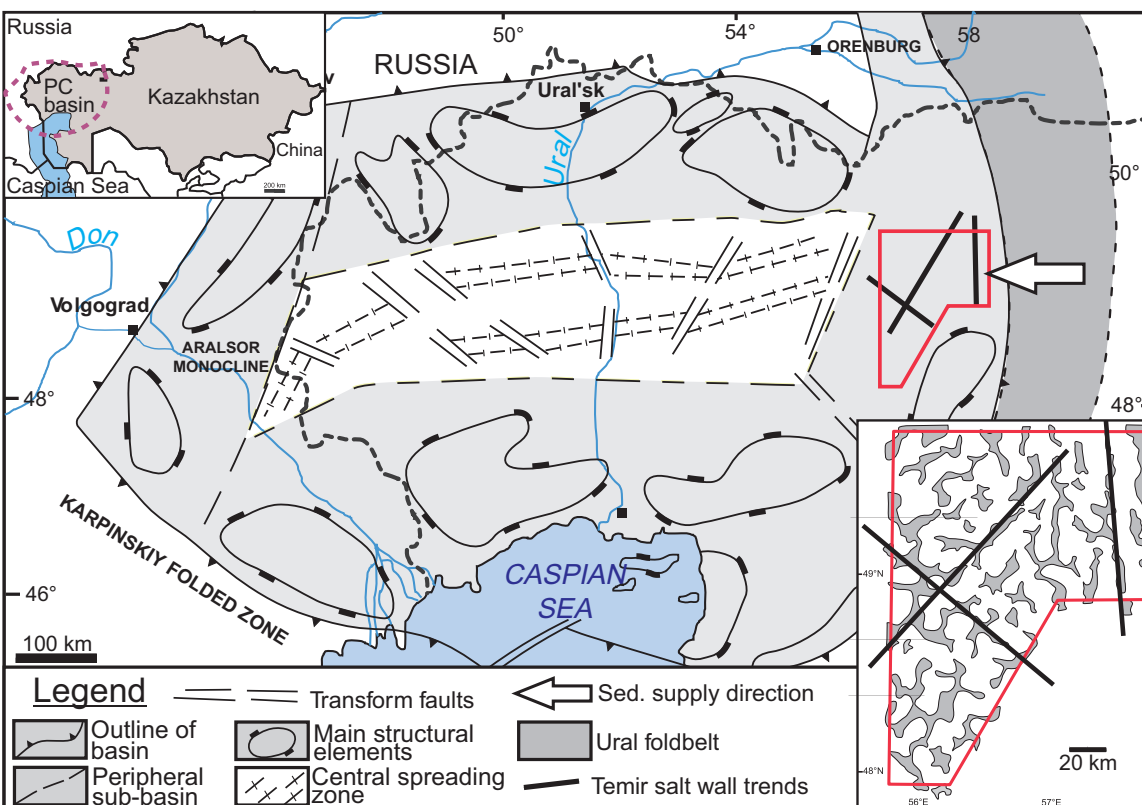 Russia
PC
basin
Kazakhstan
China
Caspian Sea
200 km
50°
54°
58
RUSSIA
ORENBURG
Ural'sk
Ural
50°
Don
Volgograd
ARALSOR
MONOCLINE
48°
48°
KARPINSKIY FOLDED ZONE
46°
CASPIAN
SEA
100 km
49°N
48°N
56°E
57°E
20 km
Legend
Transform faults
Sed. supply direction
Outline of
basin
Main structural
elements
Ural foldbelt
Peripheral
sub-basin
Central spreading
zone
Temir salt wall trends